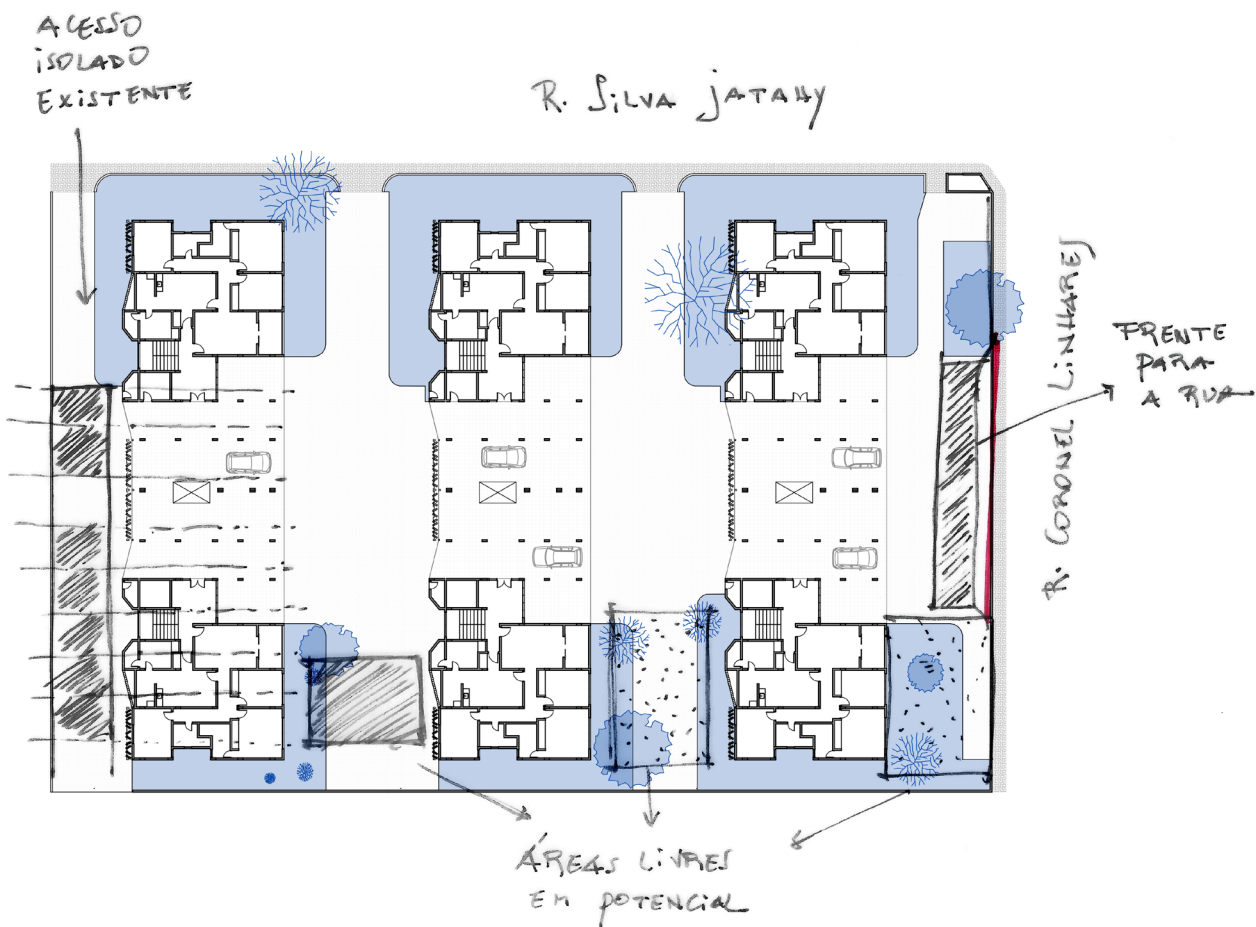 ACESSO
iSOLADO
EXiSTENTE
R. SiLVA jATAHY
R. CORONEL LiNHARES
FRENTE
PARA
A RUA
ÁREAS LiVRES
EM POTENCiAL